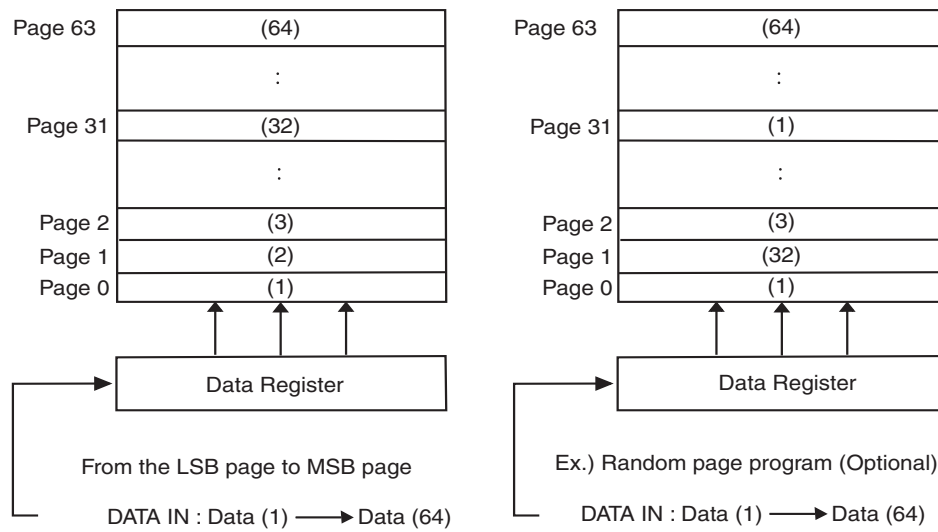 Page 63
(64)
:
Page 31
(32)
:
Page 2
(3)
Page 1
(2)
Page 0
(1)
Data Register
From the LSB page to MSB page
DATA IN : Data (1) → Data (64)
Page 63
(64)
:
Page 31
(1)
:
Page 2
(3)
Page 1
(32)
Page 0
(1)
Data Register
Ex.) Random page program (Optional)
DATA IN : Data (1) → Data (64)